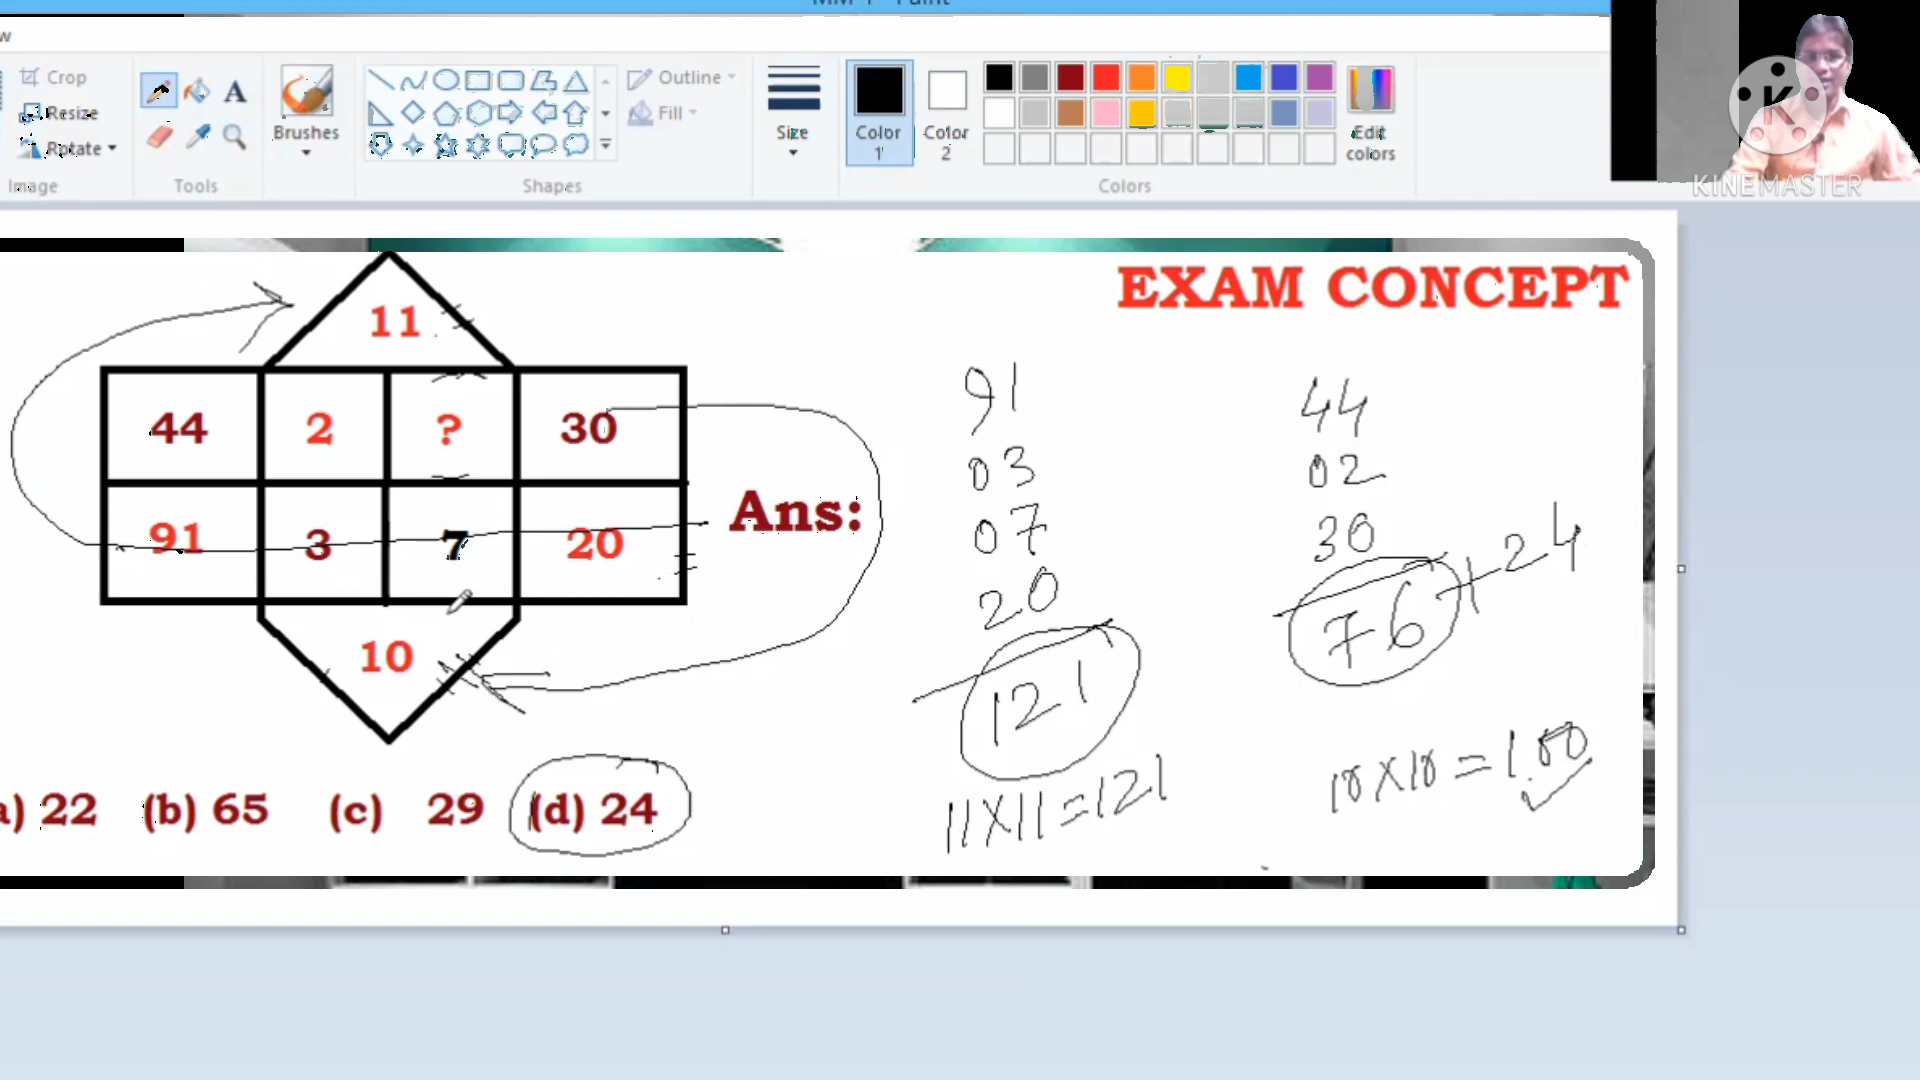 Crop
Resize
Rotate
Image
Tools
Brushes
Shapes
Outline
Fill
Size
Color 1
Color 2
Edit colors
Colors
KINEMASTER
EXAM CONCEPT
11
44 2 ? 30
91 3 7 20
10
Ans:
a) 22 (b) 65 (c) 29 (d) 24
91
03
07
20
121
11X11=121
44
02
30
76+24
10X10=100